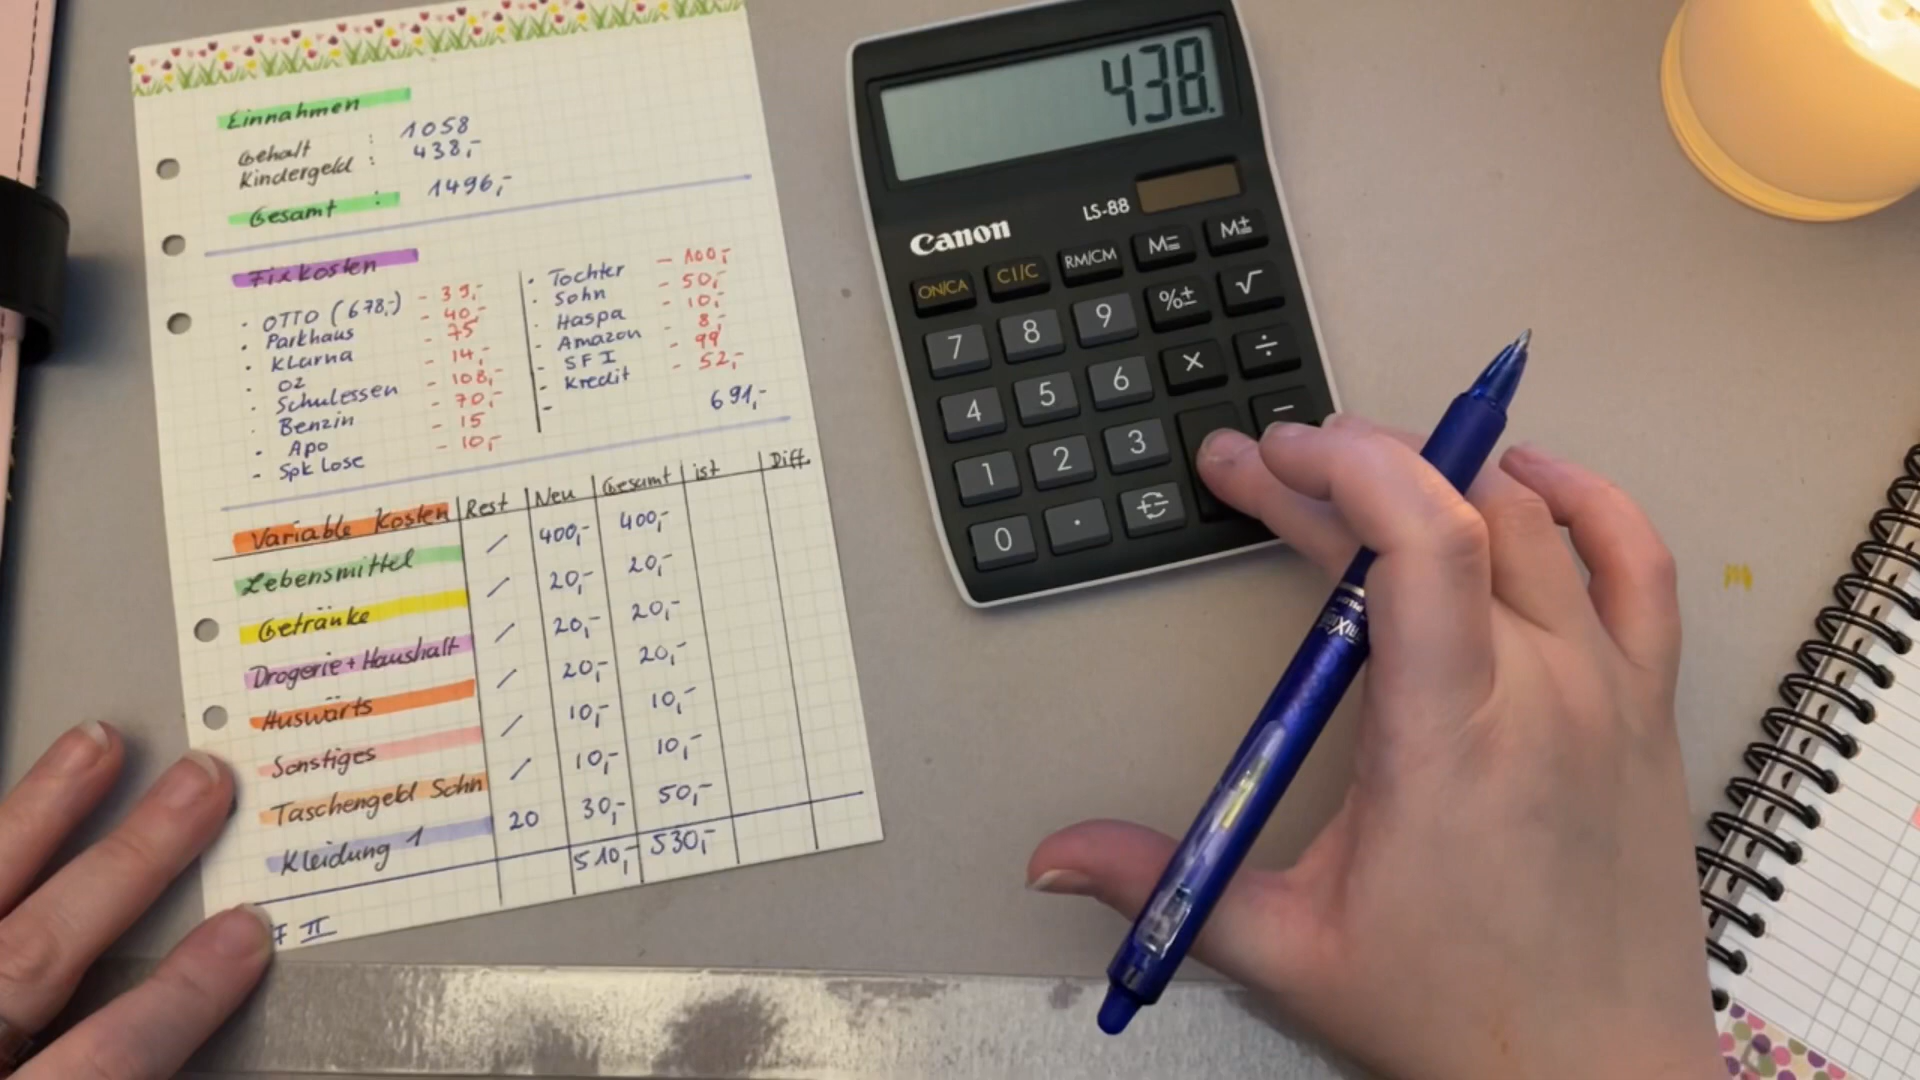 Einnahmen
Gehalt : 1058
Kindergeld : 438,-
Gesamt : 1496,-
Fixkosten
· OTTO (678,-) - 39,-
· Parkhaus - 40,-
· Klarna - 75
· O2 - 14,-
· Schulessen - 108,-
· Benzin - 70,-
· Apo - 15
- Spk Lose - 10,-
· Tochter - 100,-
· Sohn - 50,-
· Haspa - 10,-
- Amazon - 8,-
- SFI - 99
- Kredit - 52,-
-
691,-
Variable Kosten Rest Neu Gesamt ist Diff.
Lebensmittel / 400,- 400,-
Getränke / 20,- 20,-
Drogerie + Haushalt / 20,- 20,-
Auswärts / 20,- 20,-
Sonstiges / 10,- 10,-
Taschengeld Sohn / 10,- 10,-
Kleidung 1 20 30,- 50,-
510,- 530,-
II
438.
Canon LS-88
ON/CA CI/C RM/CM M= M±
7 8 9 %± √
4 5 6 × ÷
1 2 3 −
0 ·